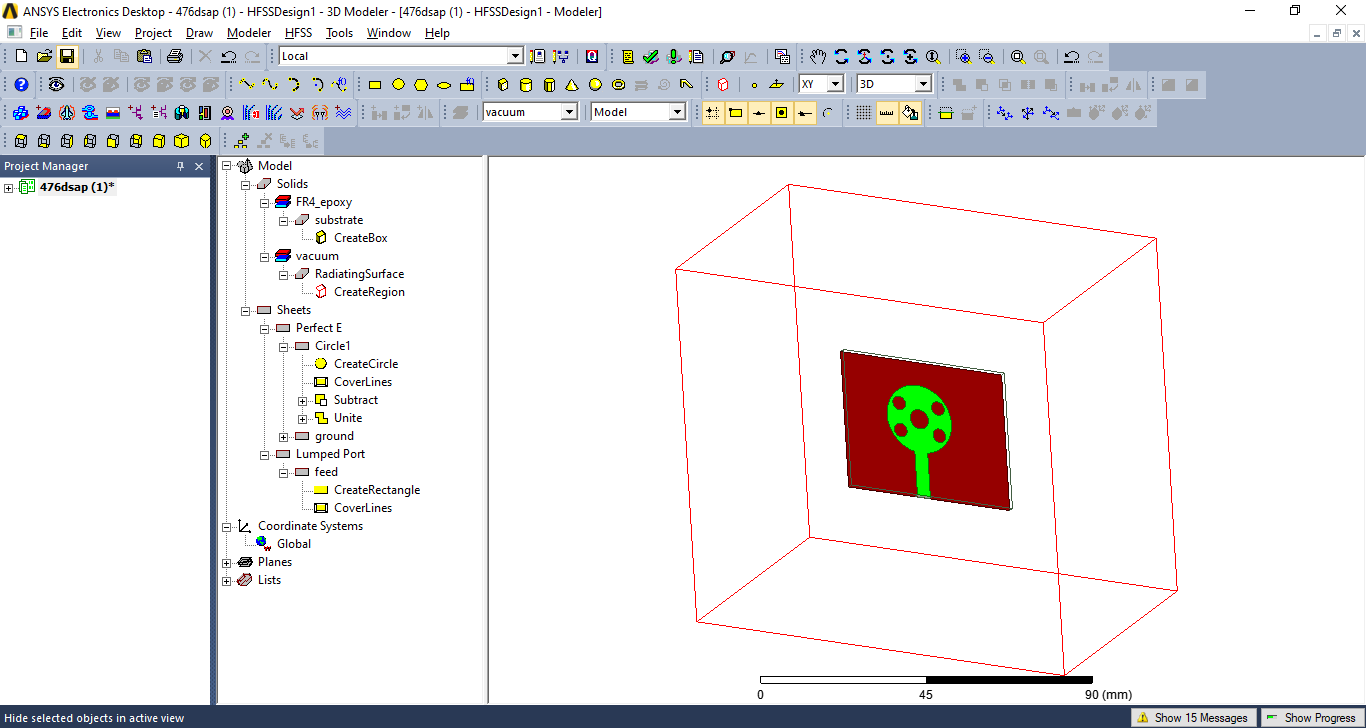 ANSYS Electronics Desktop - 476dsap (1) - HFSSDesign1 - 3D Modeler - [476dsap (1) - HFSSDesign1 - Modeler]
File Edit View Project Draw Modeler HFSS Tools Window Help
Local
XY 3D
vacuum Model
Project Manager
476dsap (1)*
Model
Solids
FR4_epoxy
substrate
CreateBox
vacuum
RadiatingSurface
CreateRegion
Sheets
Perfect E
Circle1
CreateCircle
CoverLines
Subtract
Unite
ground
Lumped Port
feed
CreateRectangle
CoverLines
Coordinate Systems
Global
Planes
Lists
0 45 90 (mm)
Hide selected objects in active view
Show 15 Messages
Show Progress